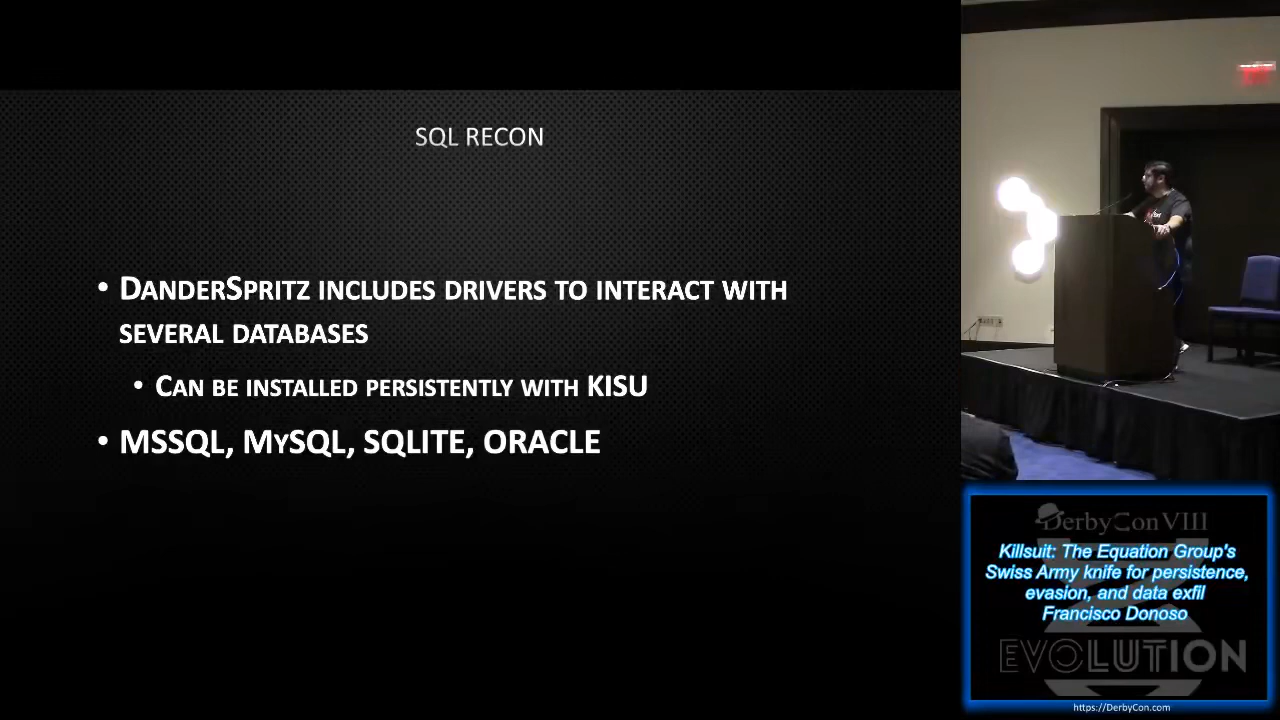 SQL RECON
• DANDERSPRITZ INCLUDES DRIVERS TO INTERACT WITH
SEVERAL DATABASES
• CAN BE INSTALLED PERSISTENTLY WITH KISU
• MSSQL, MYSQL, SQLITE, ORACLE
DerbyCon VIII
Killsuit: The Equation Group's
Swiss Army knife for persistence,
evasion, and data exfil
Francisco Donoso
EVOLUTION
https://DerbyCon.com